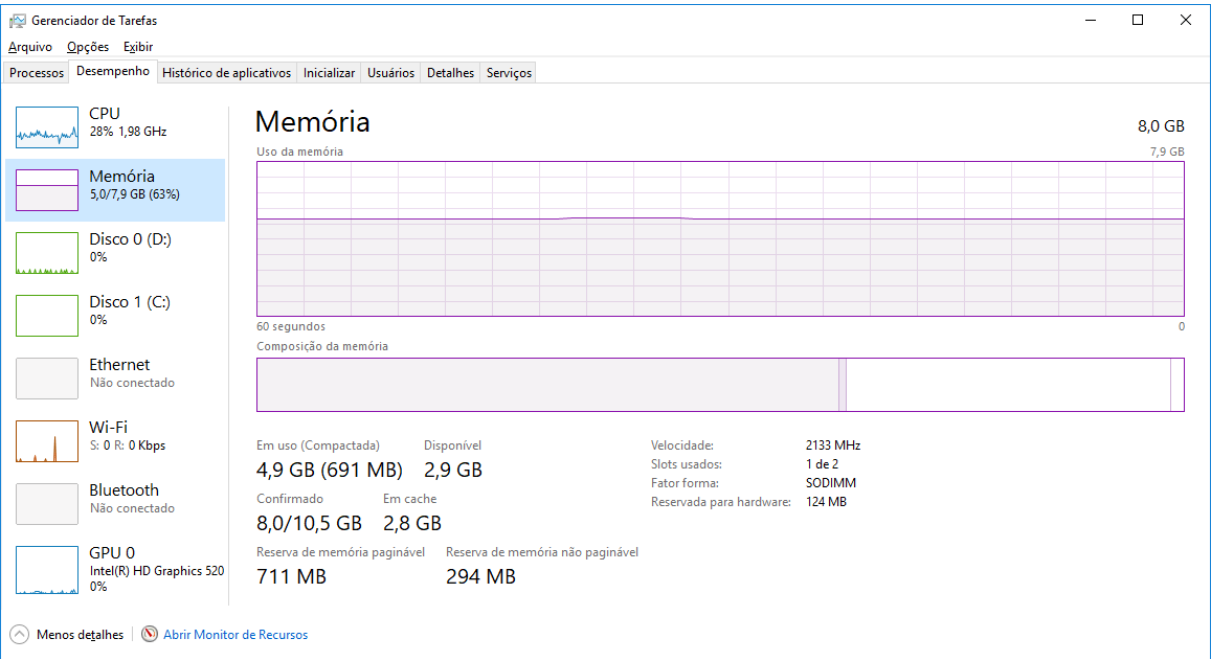 Gerenciador de Tarefas
Arquivo Opções Exibir
Processos Desempenho Histórico de aplicativos Inicializar Usuários Detalhes Serviços
CPU
28% 1,98 GHz
Memória
5,0/7,9 GB (63%)
Disco 0 (D:)
0%
Disco 1 (C:)
0%
Ethernet
Não conectado
Wi-Fi
S: 0 R: 0 Kbps
Bluetooth
Não conectado
GPU 0
Intel(R) HD Graphics 520
0%
Memória 8,0 GB
Uso da memória 7,9 GB
60 segundos 0
Composição da memória
Em uso (Compactada) Disponível
4,9 GB (691 MB) 2,9 GB
Confirmado Em cache
8,0/10,5 GB 2,8 GB
Reserva de memória paginável Reserva de memória não paginável
711 MB 294 MB
Velocidade: 2133 MHz
Slots usados: 1 de 2
Fator forma: SODIMM
Reservada para hardware: 124 MB
Menos detalhes Abrir Monitor de Recursos